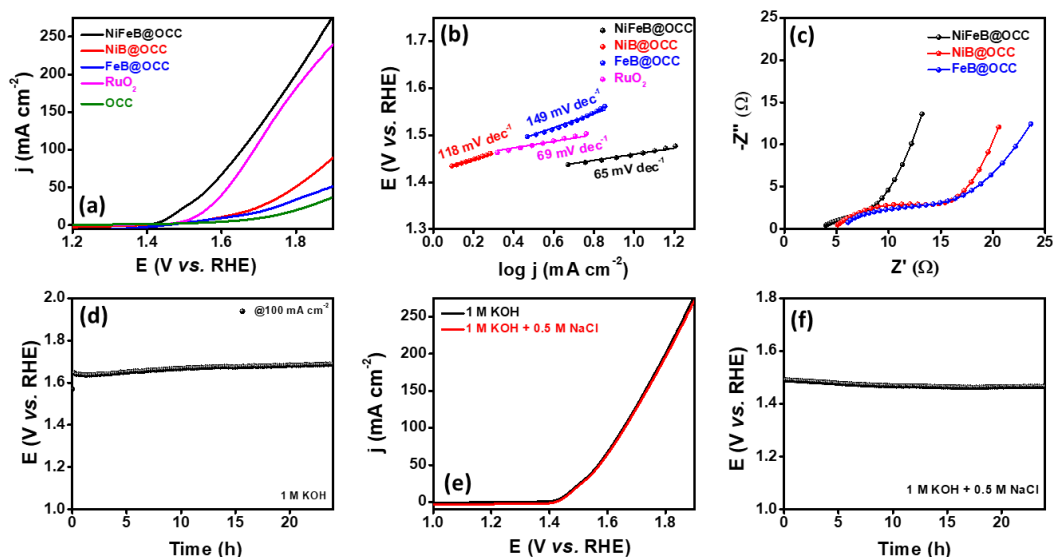 (a)
NiFeB@OCC
NiB@OCC
FeB@OCC
RuO₂
OCC
250
200
150
100
50
0
j (mA cm⁻²)
1.2 1.4 1.6 1.8
E (V vs. RHE)
(b)
NiFeB@OCC
NiB@OCC
FeB@OCC
RuO₂
118 mV dec⁻¹
149 mV dec⁻¹
69 mV dec⁻¹
65 mV dec⁻¹
1.7
1.6
1.5
1.4
1.3
E (V vs. RHE)
0.0 0.2 0.4 0.6 0.8 1.0 1.2
log j (mA cm⁻²)
(c)
NiFeB@OCC
NiB@OCC
FeB@OCC
25
20
15
10
5
0
-Z'' (Ω)
0 5 10 15 20 25
Z' (Ω)
(d)
@100 mA cm⁻²
2.0
1.8
1.6
1.4
1.2
1.0
E (V vs. RHE)
1 M KOH
0 5 10 15 20
Time (h)
(e)
1 M KOH
1 M KOH + 0.5 M NaCl
250
200
150
100
50
0
j (mA cm⁻²)
1.0 1.2 1.4 1.6 1.8
E (V vs. RHE)
(f)
1.8
1.6
1.4
1.2
1.0
E (V vs. RHE)
1 M KOH + 0.5 M NaCl
0 5 10 15 20
Time (h)